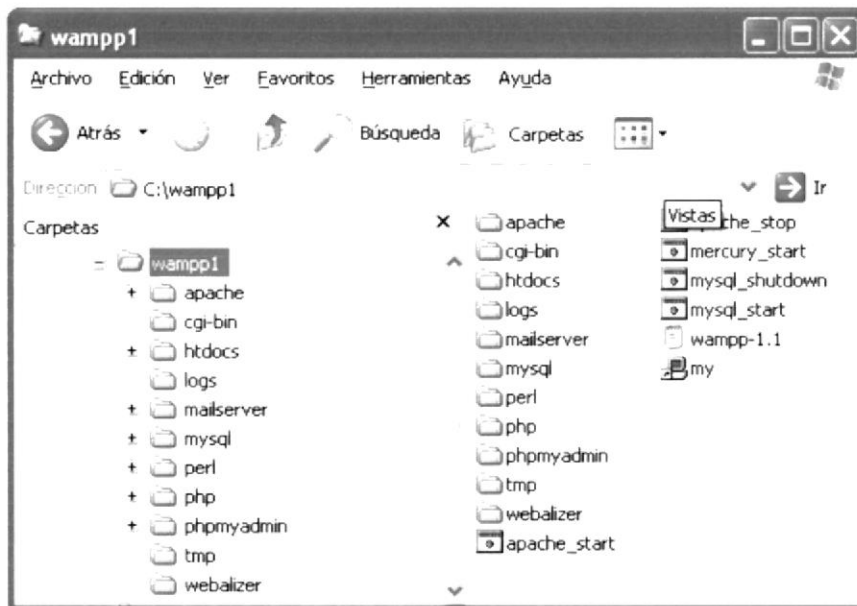 wampp1
Archivo Edición Ver Favoritos Herramientas Ayuda
Atrás Búsqueda Carpetas
Dirección C:\wampp1 Ir
Carpetas
wampp1
apache
cgi-bin
htdocs
logs
mailserver
mysql
perl
php
phpmyadmin
tmp
webalizer
apache
cgi-bin
htdocs
logs
mailserver
mysql
perl
php
phpmyadmin
tmp
webalizer
apache_start
Vistas
che_stop
mercury_start
mysql_shutdown
mysql_start
wampp-1.1
my